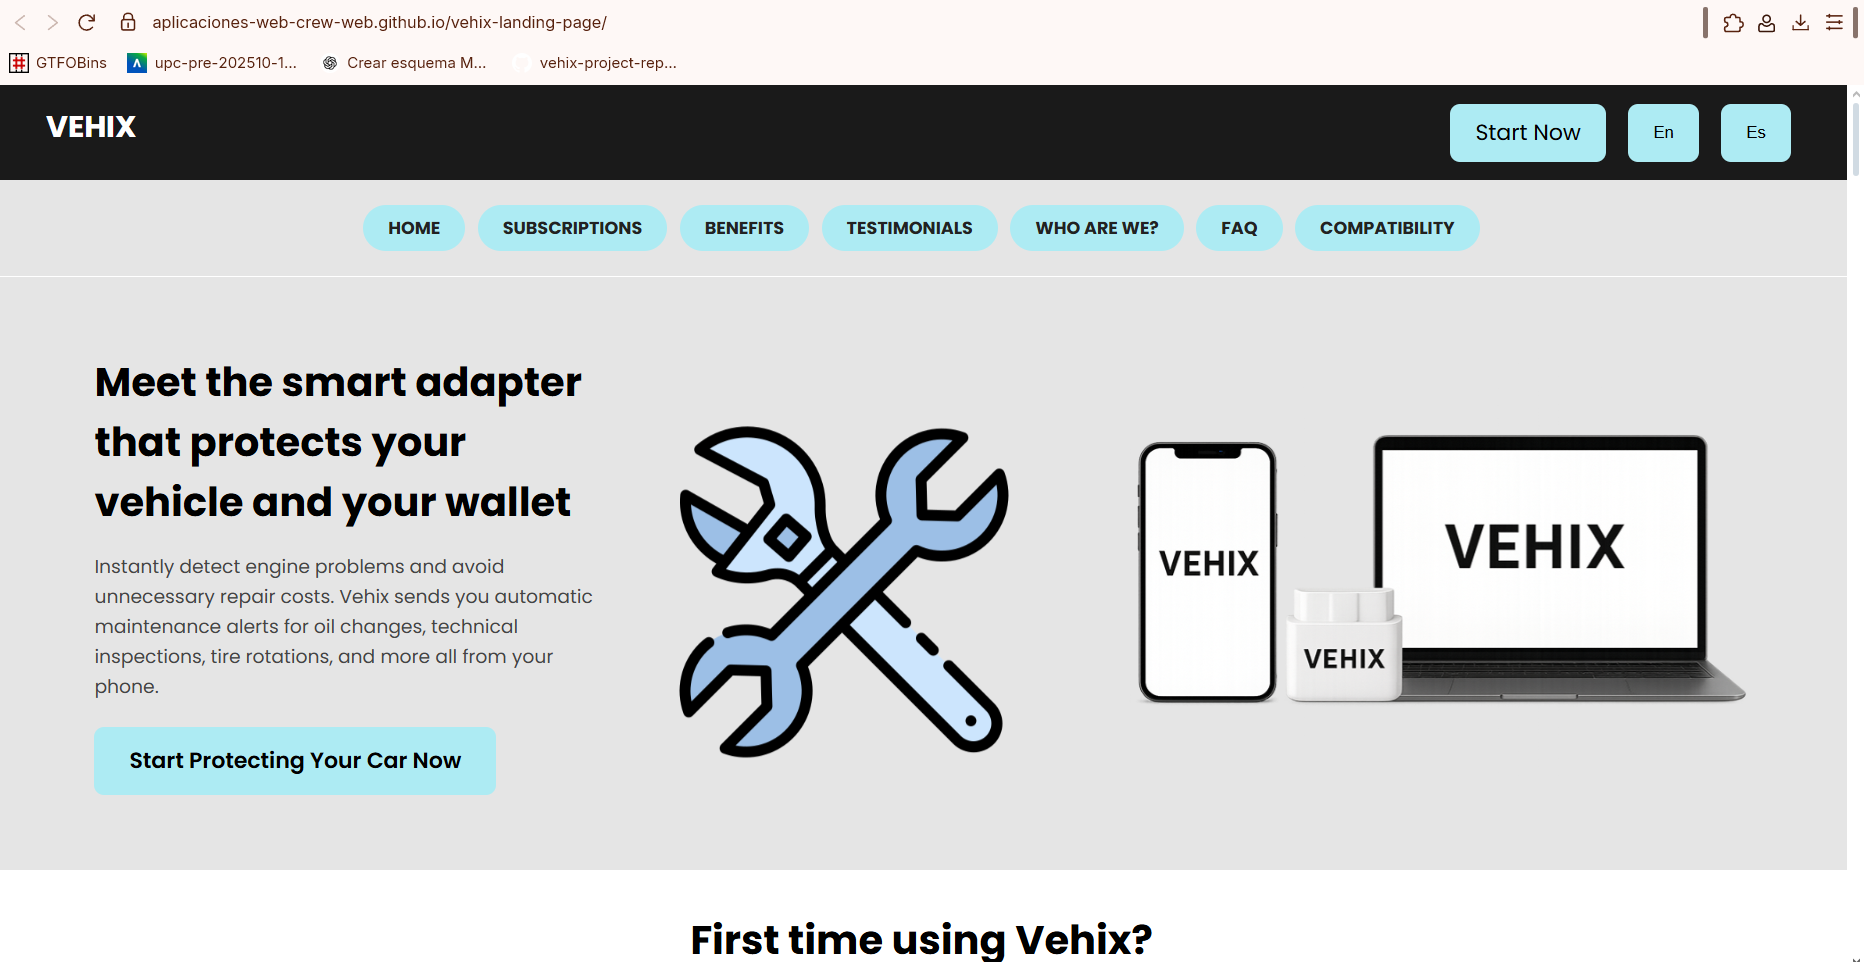 aplicaciones-web-crew-web.github.io/vehix-landing-page/
GTFOBins
upc-pre-202510-1...
Crear esquema M...
vehix-project-rep...
VEHIX
Start Now
En
Es
HOME
SUBSCRIPTIONS
BENEFITS
TESTIMONIALS
WHO ARE WE?
FAQ
COMPATIBILITY
Meet the smart adapter
that protects your
vehicle and your wallet
Instantly detect engine problems and avoid
unnecessary repair costs. Vehix sends you automatic
maintenance alerts for oil changes, technical
inspections, tire rotations, and more all from your
phone.
Start Protecting Your Car Now
VEHIX
VEHIX
VEHIX
First time using Vehix?